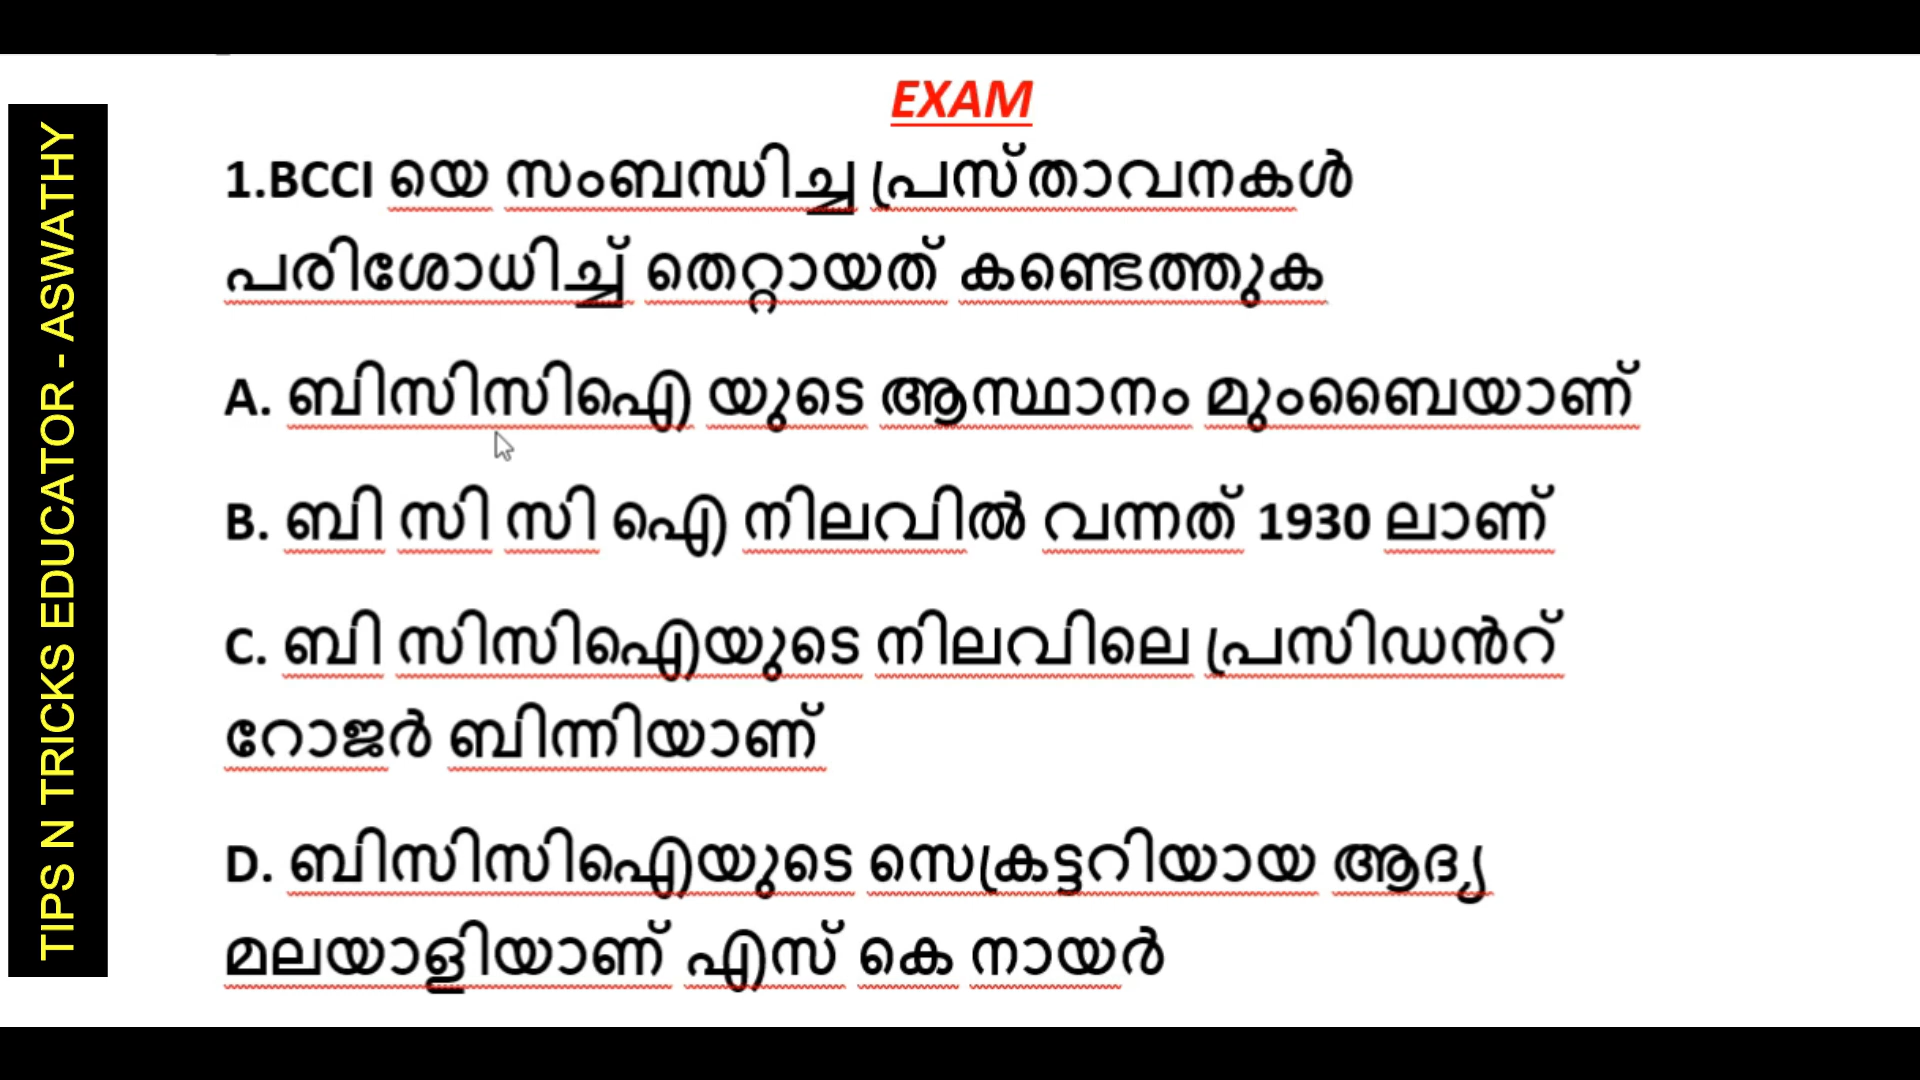 EXAM
1.BCCI യെ സംബന്ധിച്ച പ്രസ്താവനകൾ
പരിശോധിച്ച് തെറ്റായത് കണ്ടെത്തുക
A. ബിസിസിഐ യുടെ ആസ്ഥാനം മുംബൈയാണ്
B. ബി സി സി ഐ നിലവിൽ വന്നത് 1930 ലാണ്
C. ബി സിസിഐയുടെ നിലവിലെ പ്രസിഡൻറ്
റോജർ ബിന്നിയാണ്
D. ബിസിസിഐയുടെ സെക്രട്ടറിയായ ആദ്യ
മലയാളിയാണ് എസ് കെ നായർ
TIPS N TRICKS EDUCATOR - ASWATHY